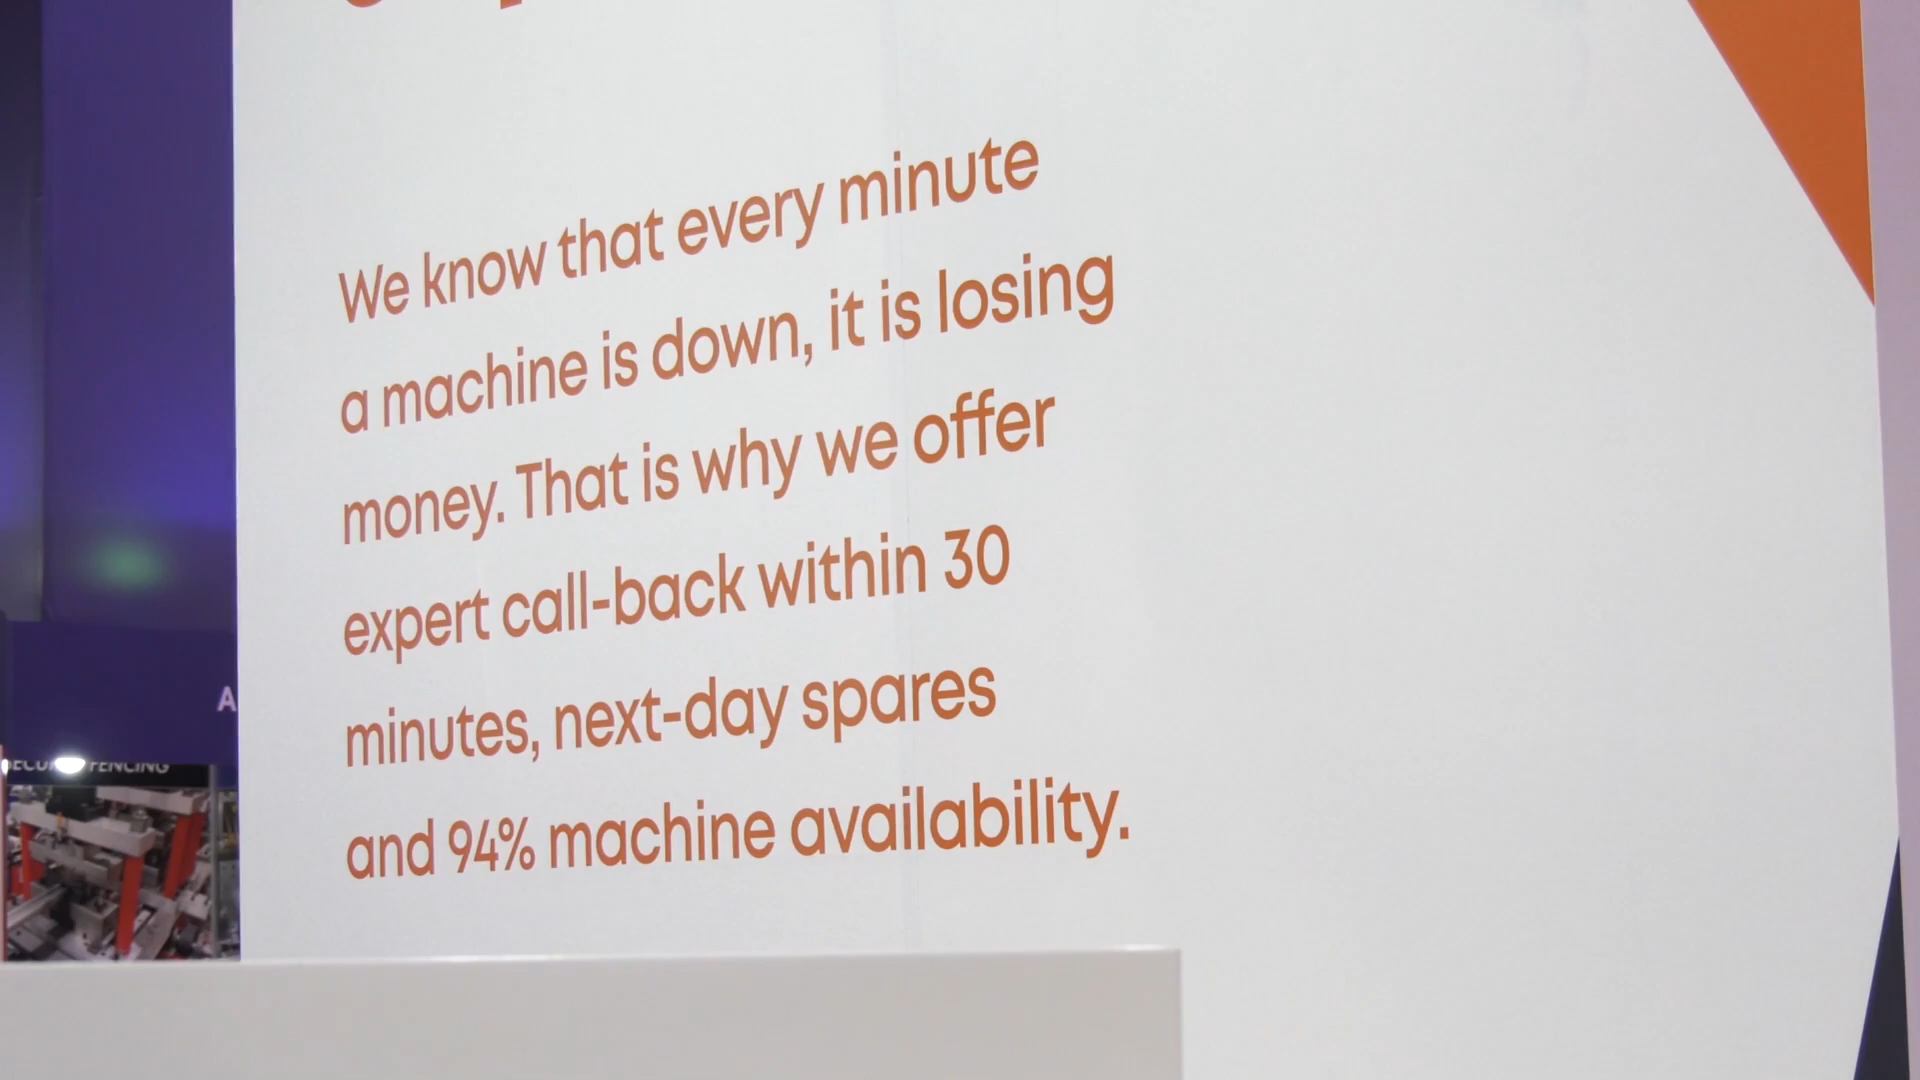 We know that every minute
a machine is down, it is losing
money. That is why we offer
expert call-back within 30
minutes, next-day spares
and 94% machine availability.
A
FENCING